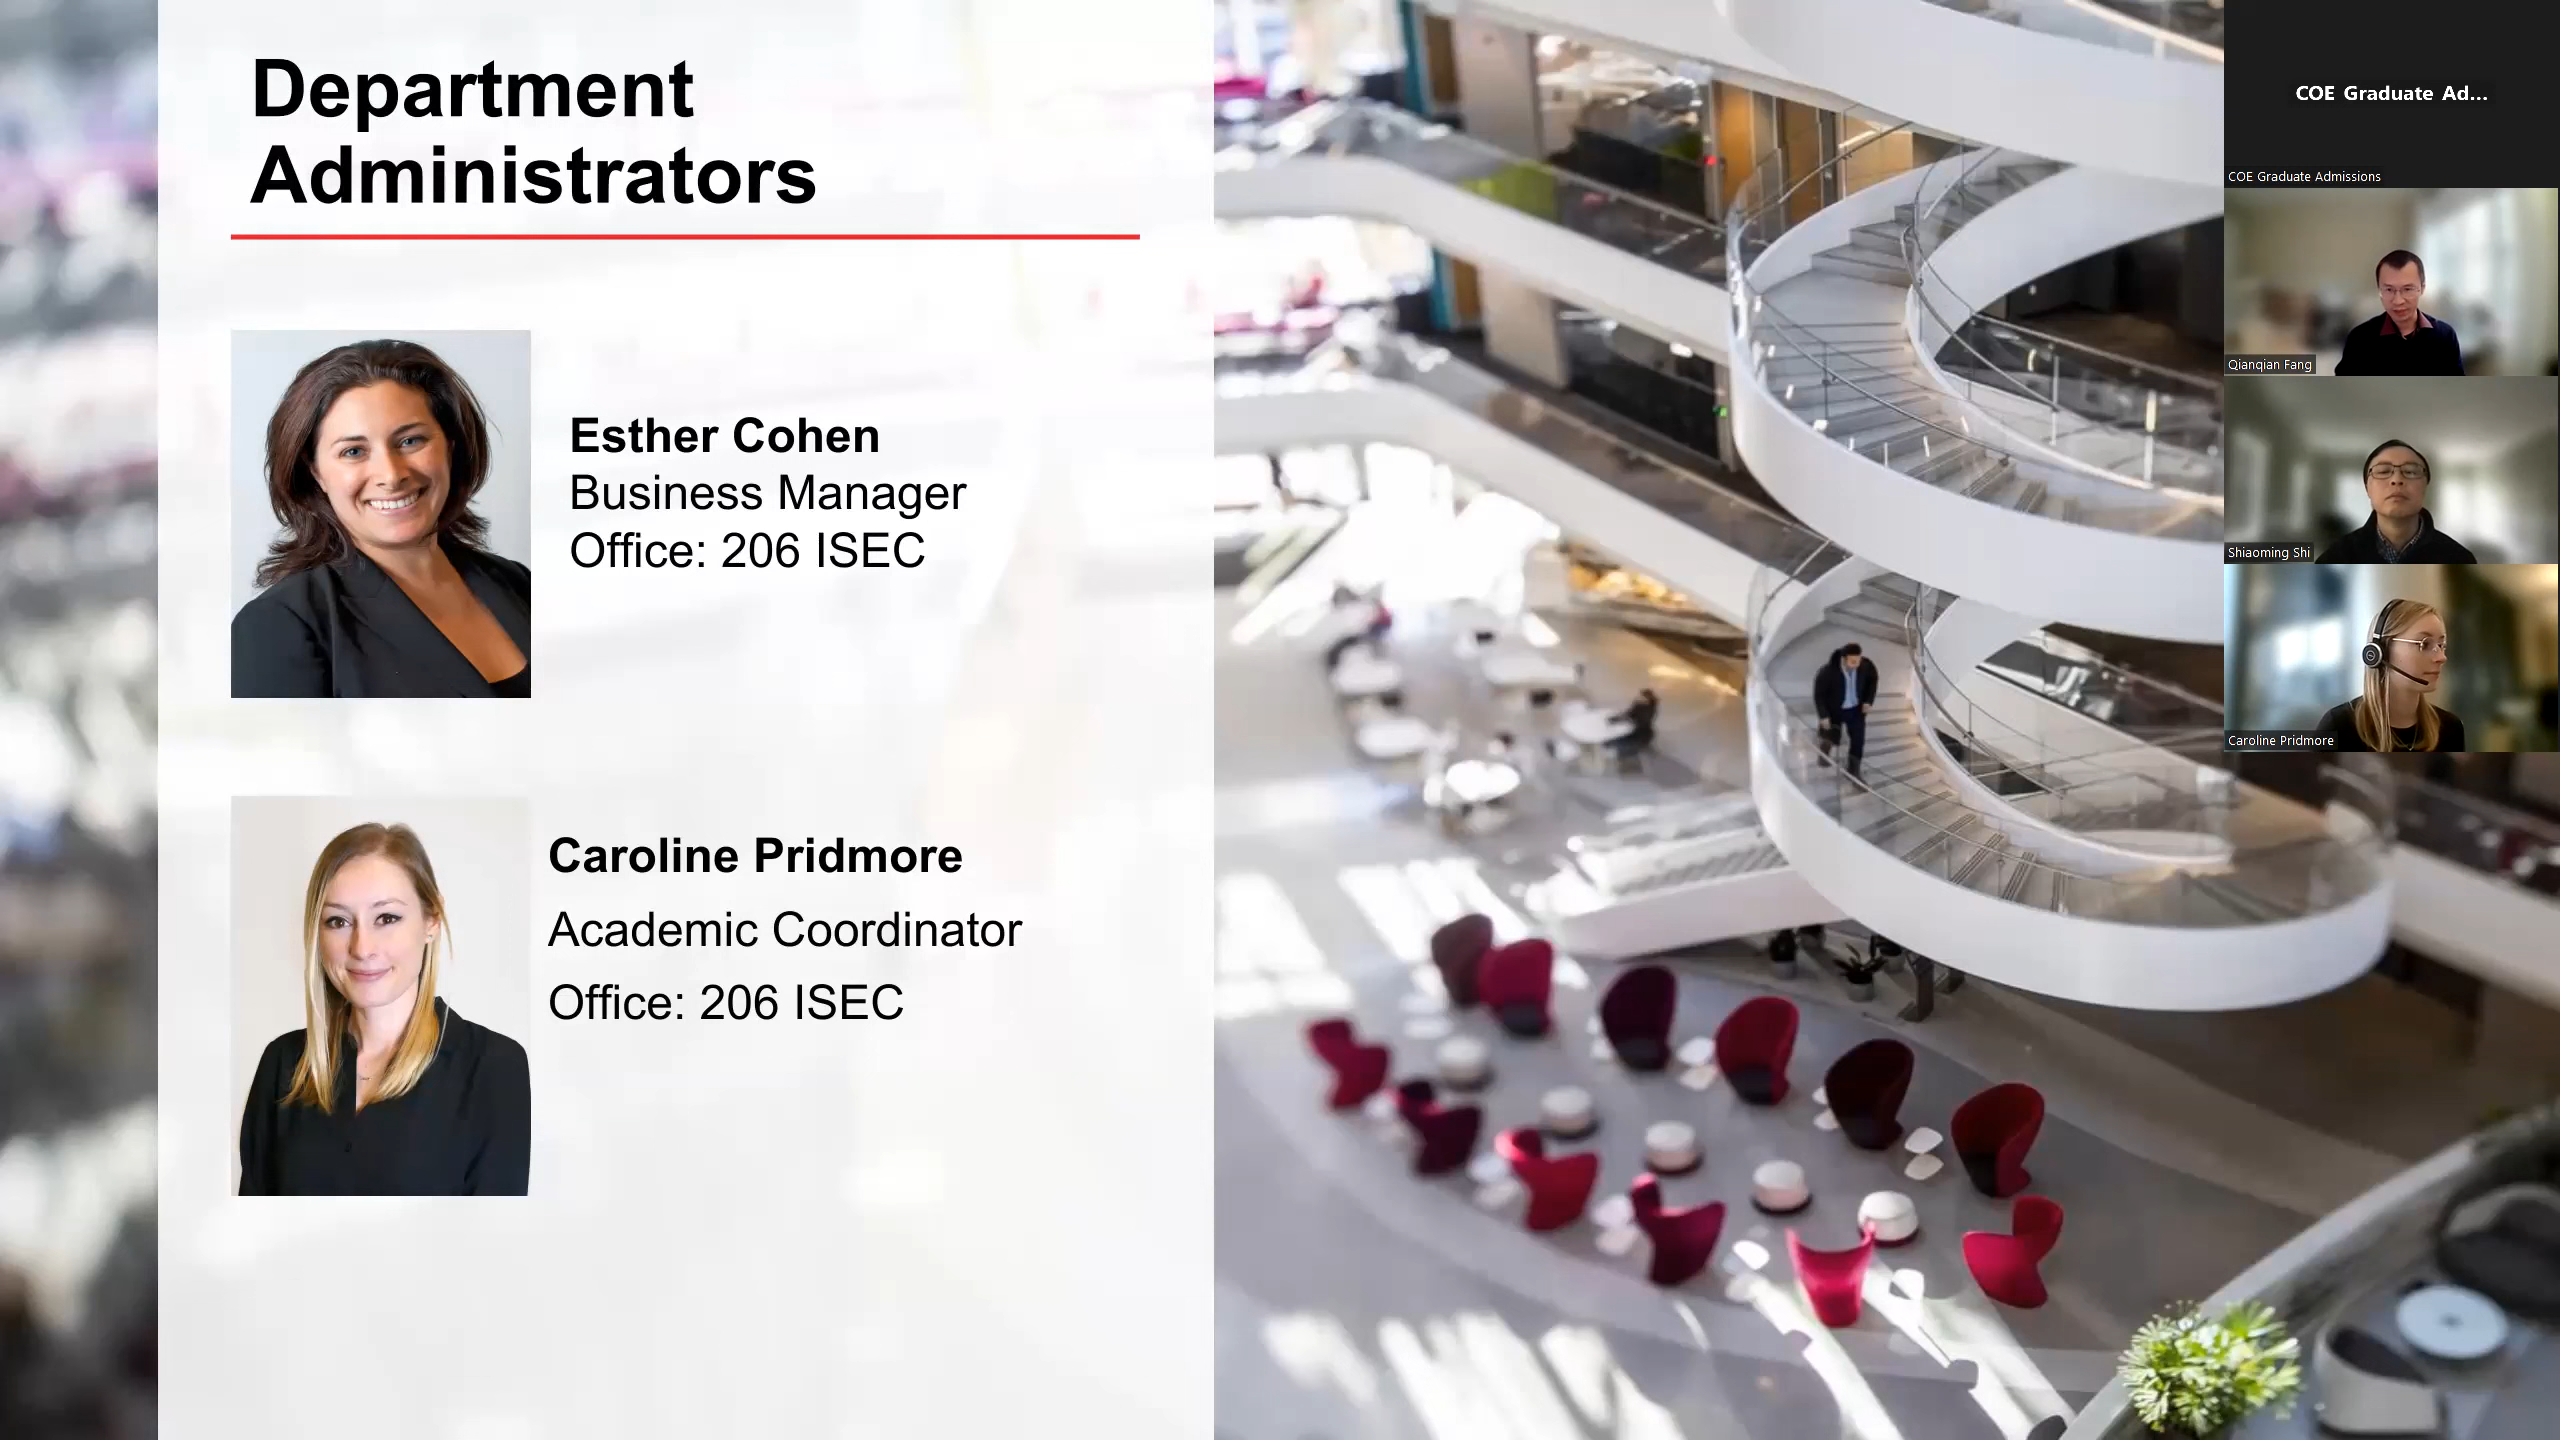 Department
Administrators
Esther Cohen
Business Manager
Office: 206 ISEC
Caroline Pridmore
Academic Coordinator
Office: 206 ISEC
COE Graduate Ad...
COE Graduate Admissions
Qianqian Fang
Shiaoming Shi
Caroline Pridmore